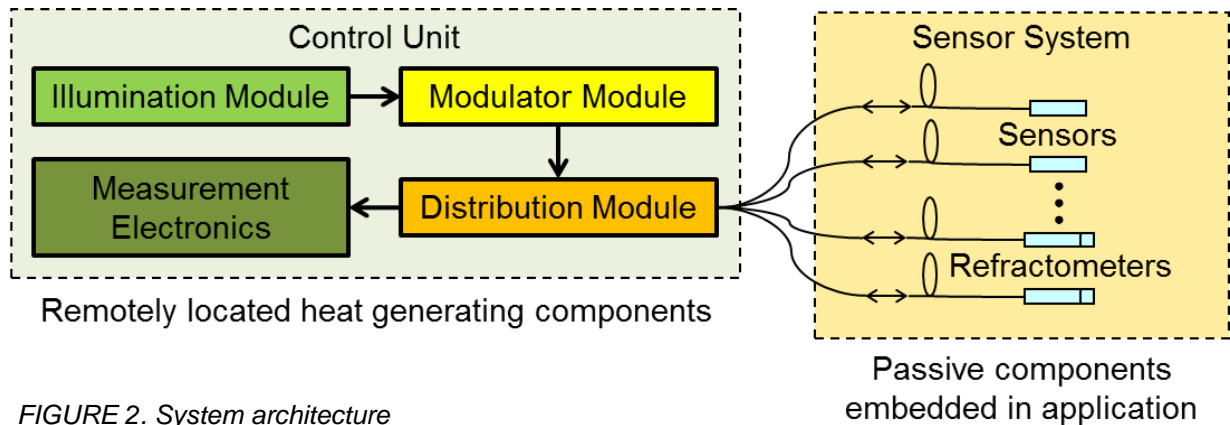 Control Unit
Illumination Module
Modulator Module
Measurement
Electronics
Distribution Module
Remotely located heat generating components
Sensor System
Sensors
Refractometers
Passive components
embedded in application
FIGURE 2. System architecture